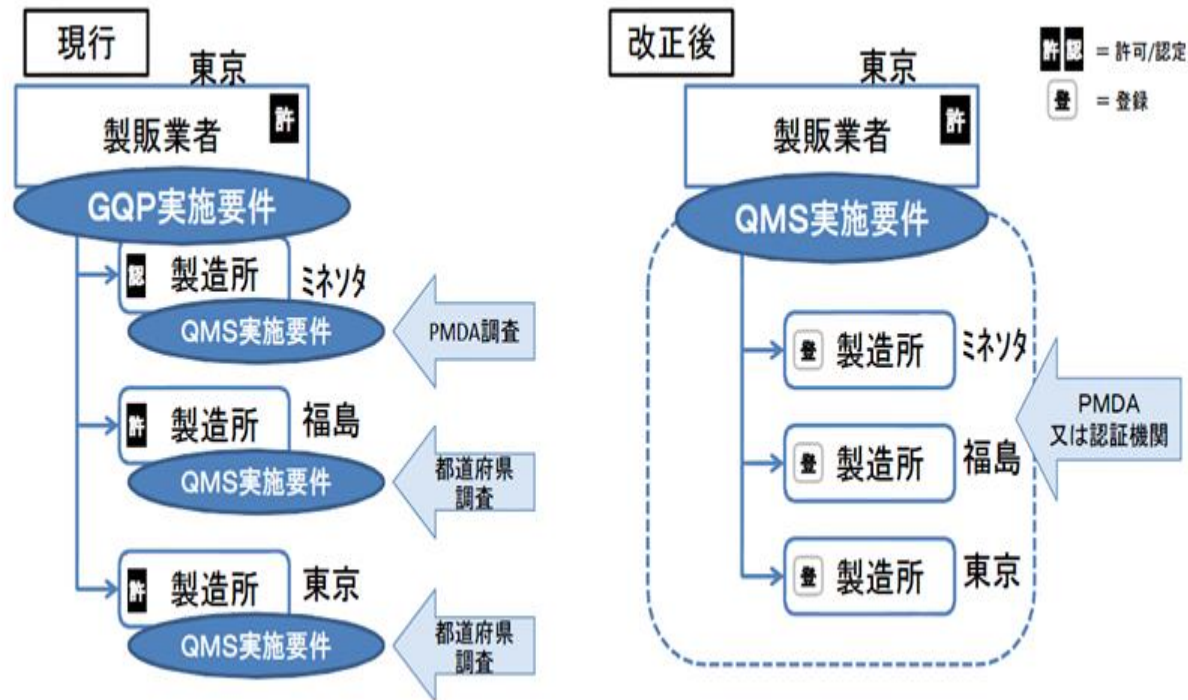 現行
東京
製販業者
許
GQP実施要件
認
製造所
ミネソタ
QMS実施要件
PMDA調査
許
製造所
福島
QMS実施要件
都道府県
調査
許
製造所
東京
QMS実施要件
都道府県
調査
改正後
東京
製販業者
許
QMS実施要件
登
製造所
ミネソタ
登
製造所
福島
登
製造所
東京
PMDA
又は認証機関
許 認 = 許可/認定
登 = 登録